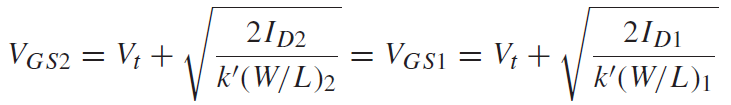 V_{GS2} = V_t + \sqrt{\frac{2I_{D2}}{k'(W/L)_2}} = V_{GS1} = V_t + \sqrt{\frac{2I_{D1}}{k'(W/L)_1}}